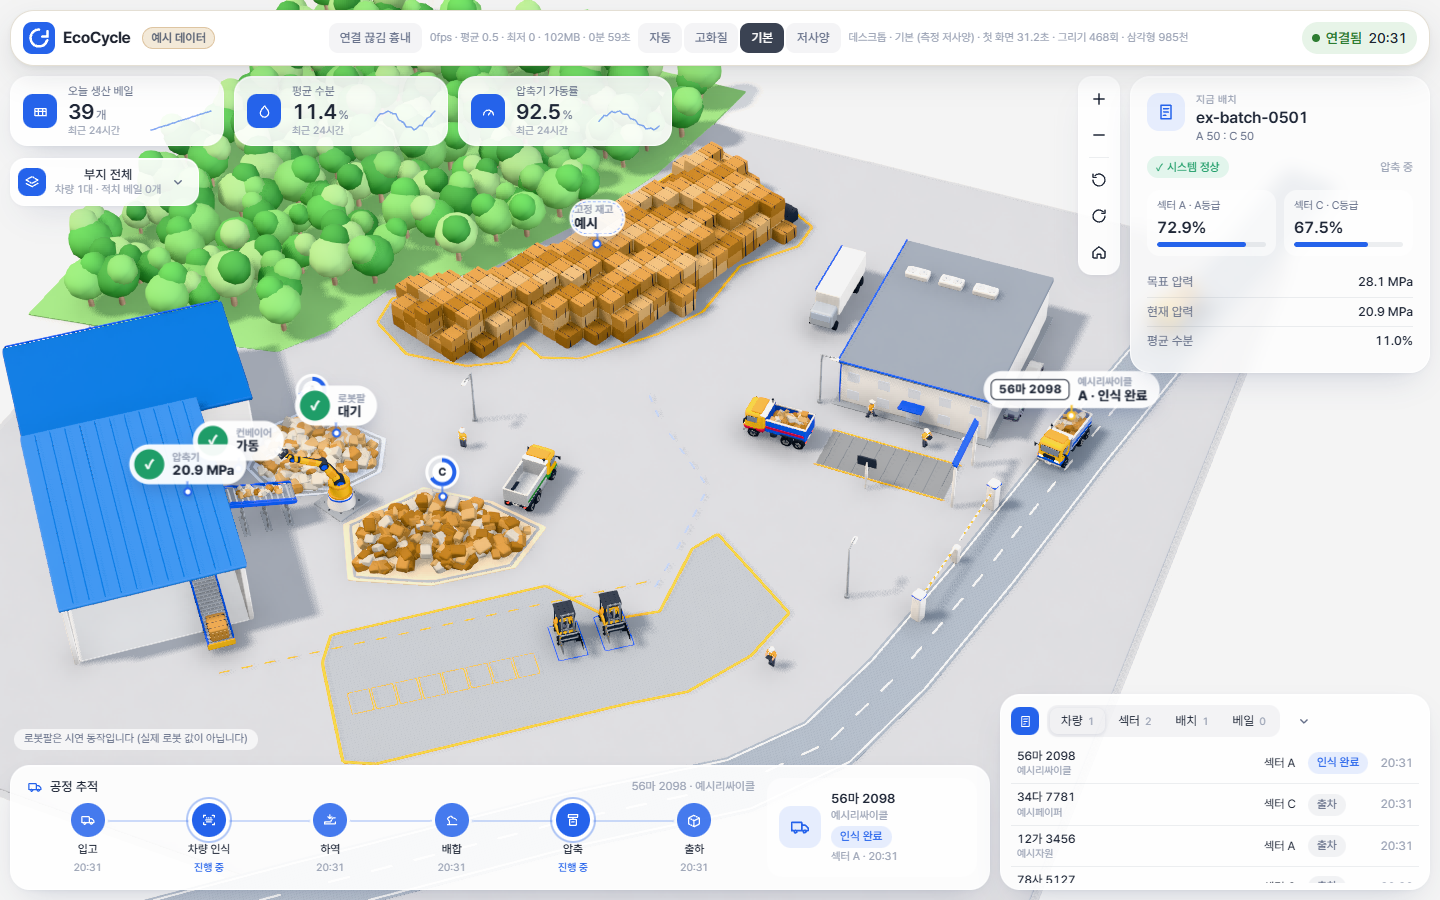 EcoCycle
예시 데이터
연결 끊김 흉내
0fps · 평균 0.5 · 최저 0 · 102MB · 0분 59초
자동
고화질
기본
저사양
데스크톱 · 기본 (측정 저사양) · 첫 화면 31.2초 · 그리기 468회 · 삼각형 985천
연결됨 20:31
오늘 생산 베일
39개
최근 24시간
평균 수분
11.4%
최근 24시간
압축기 가동률
92.5%
최근 24시간
부지 전체
차량 1대 · 적치 베일 0개
지금 배치
ex-batch-0501
A 50 : C 50
✓ 시스템 정상
압축 중
섹터 A · A등급
72.9%
섹터 C · C등급
67.5%
목표 압력 28.1 MPa
현재 압력 20.9 MPa
평균 수분 11.0%
고정 재고
예시
56마 2098
예시리싸이클
A · 인식 완료
로봇팔
대기
컨베이어
가동
압축기
20.9 MPa
C
로봇팔은 시연 동작입니다 (실제 로봇 값이 아닙니다)
공정 추적
56마 2098 · 예시리싸이클
입고
20:31
차량 인식
진행 중
하역
20:31
배합
20:31
압축
진행 중
출하
20:31
56마 2098
예시리싸이클
인식 완료
섹터 A · 20:31
차량 1
섹터 2
배치 1
베일 0
56마 2098
예시리싸이클
섹터 A 인식 완료 20:31
34다 7781
예시페이퍼
섹터 C 출차 20:31
12가 3456
예시자원
섹터 A 출차 20:31
78사 5127